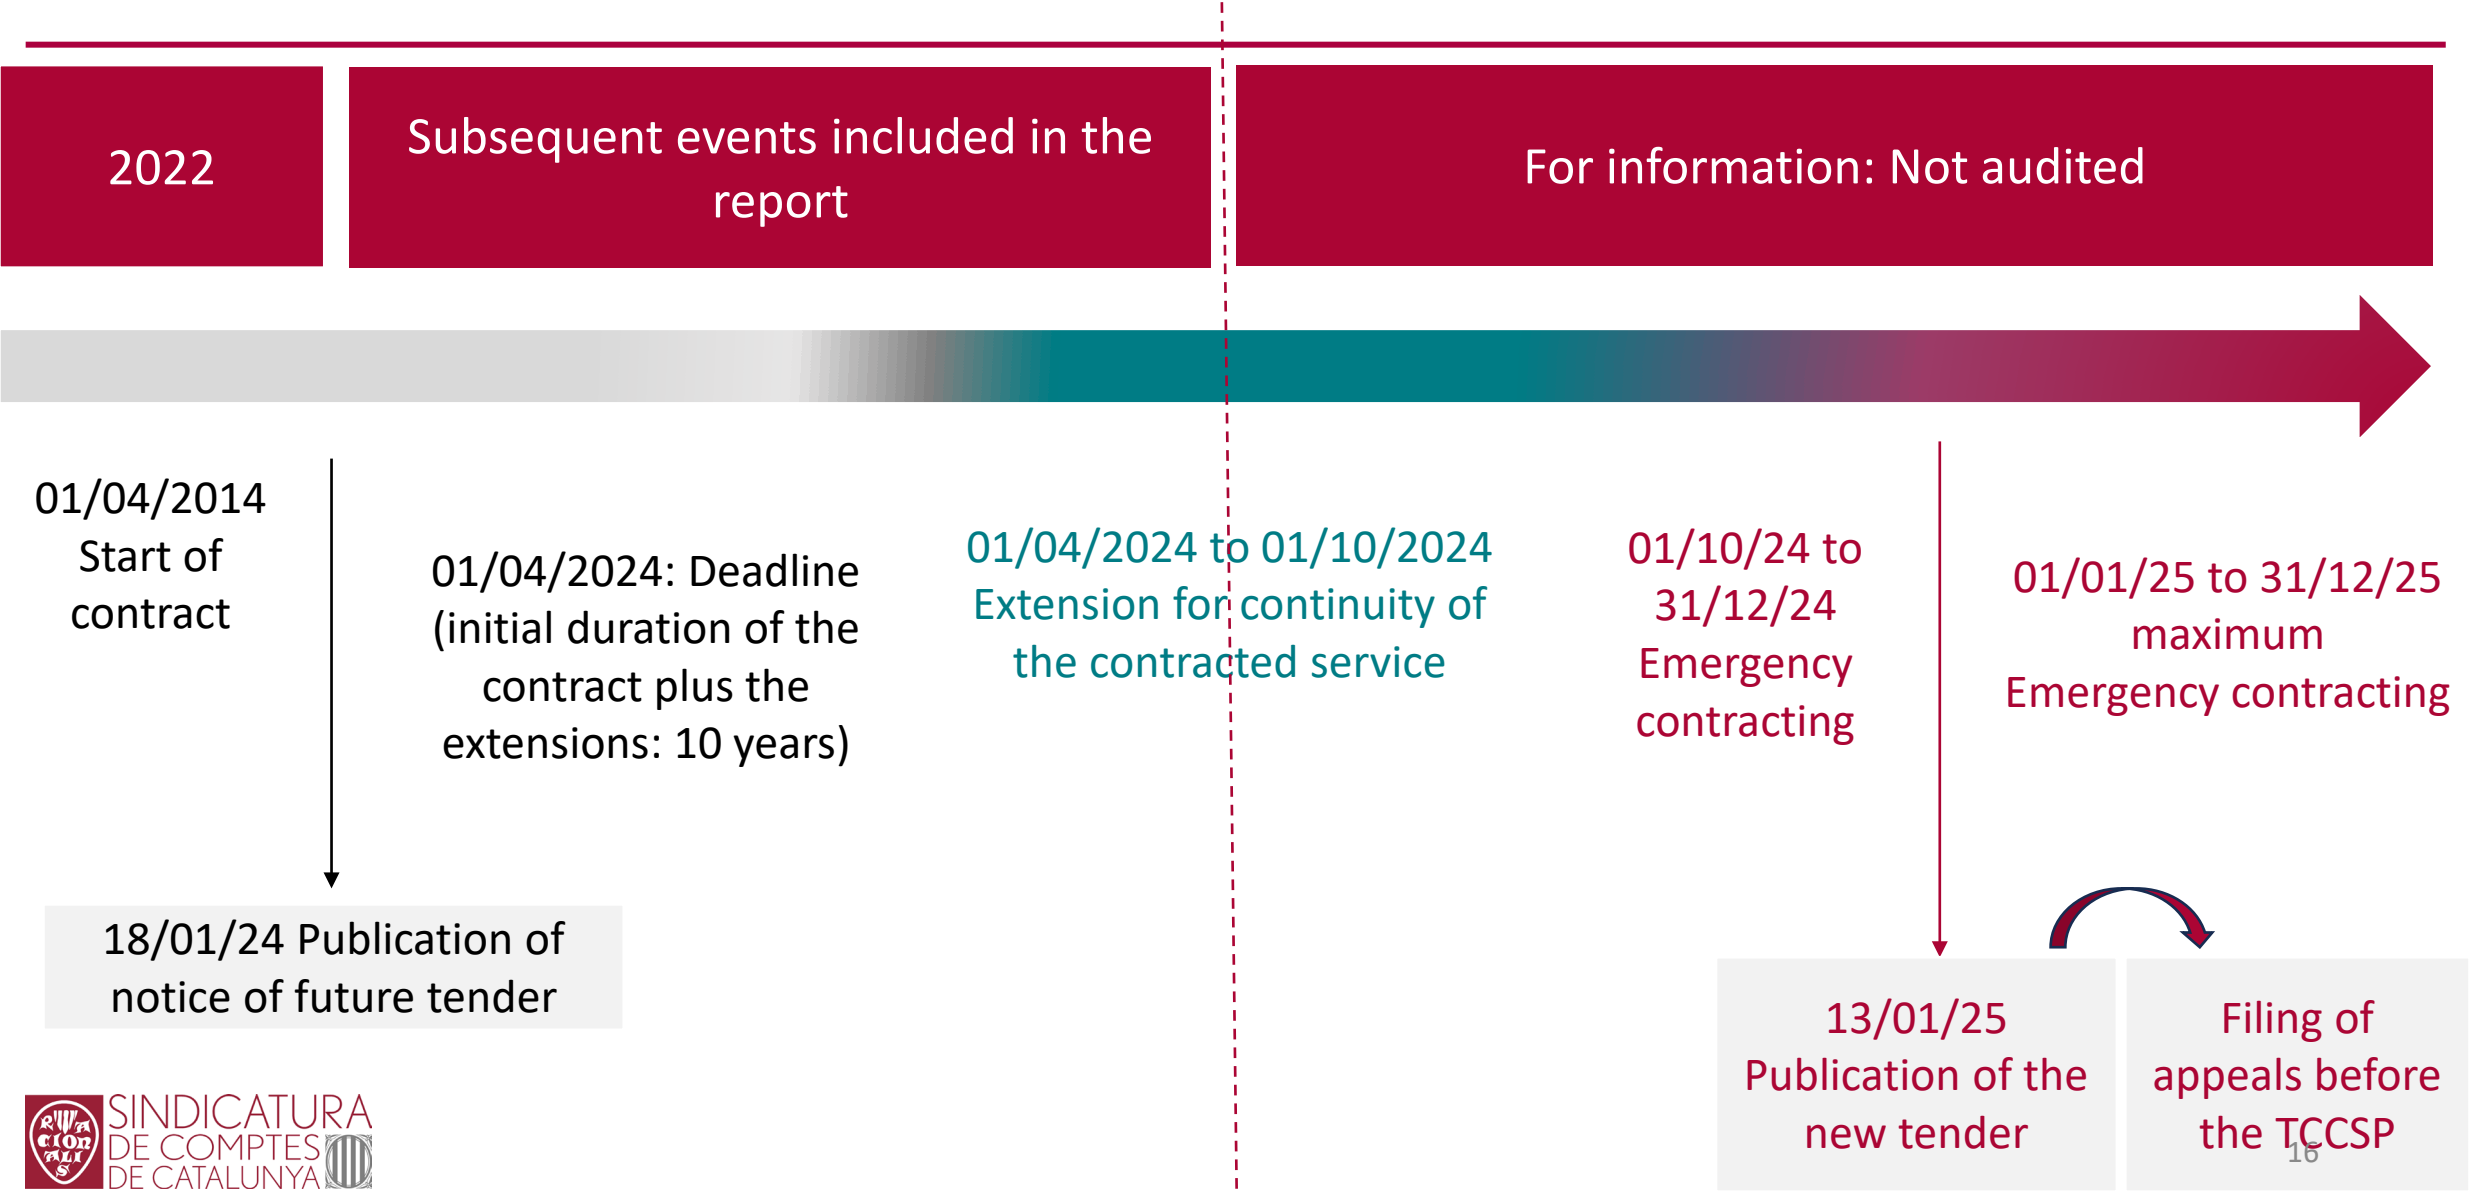 2022
Subsequent events included in the
report
For information: Not audited
01/04/2014
Start of
contract
01/04/2024: Deadline
(initial duration of the
contract plus the
extensions: 10 years)
01/04/2024 to 01/10/2024
Extension for continuity of
the contracted service
01/10/24 to
31/12/24
Emergency
contracting
01/01/25 to 31/12/25
maximum
Emergency contracting
18/01/24 Publication of
notice of future tender
13/01/25
Publication of the
new tender
Filing of
appeals before
the TCCSP
16
SINDICATURA
DE COMPTES
DE CATALUNYA